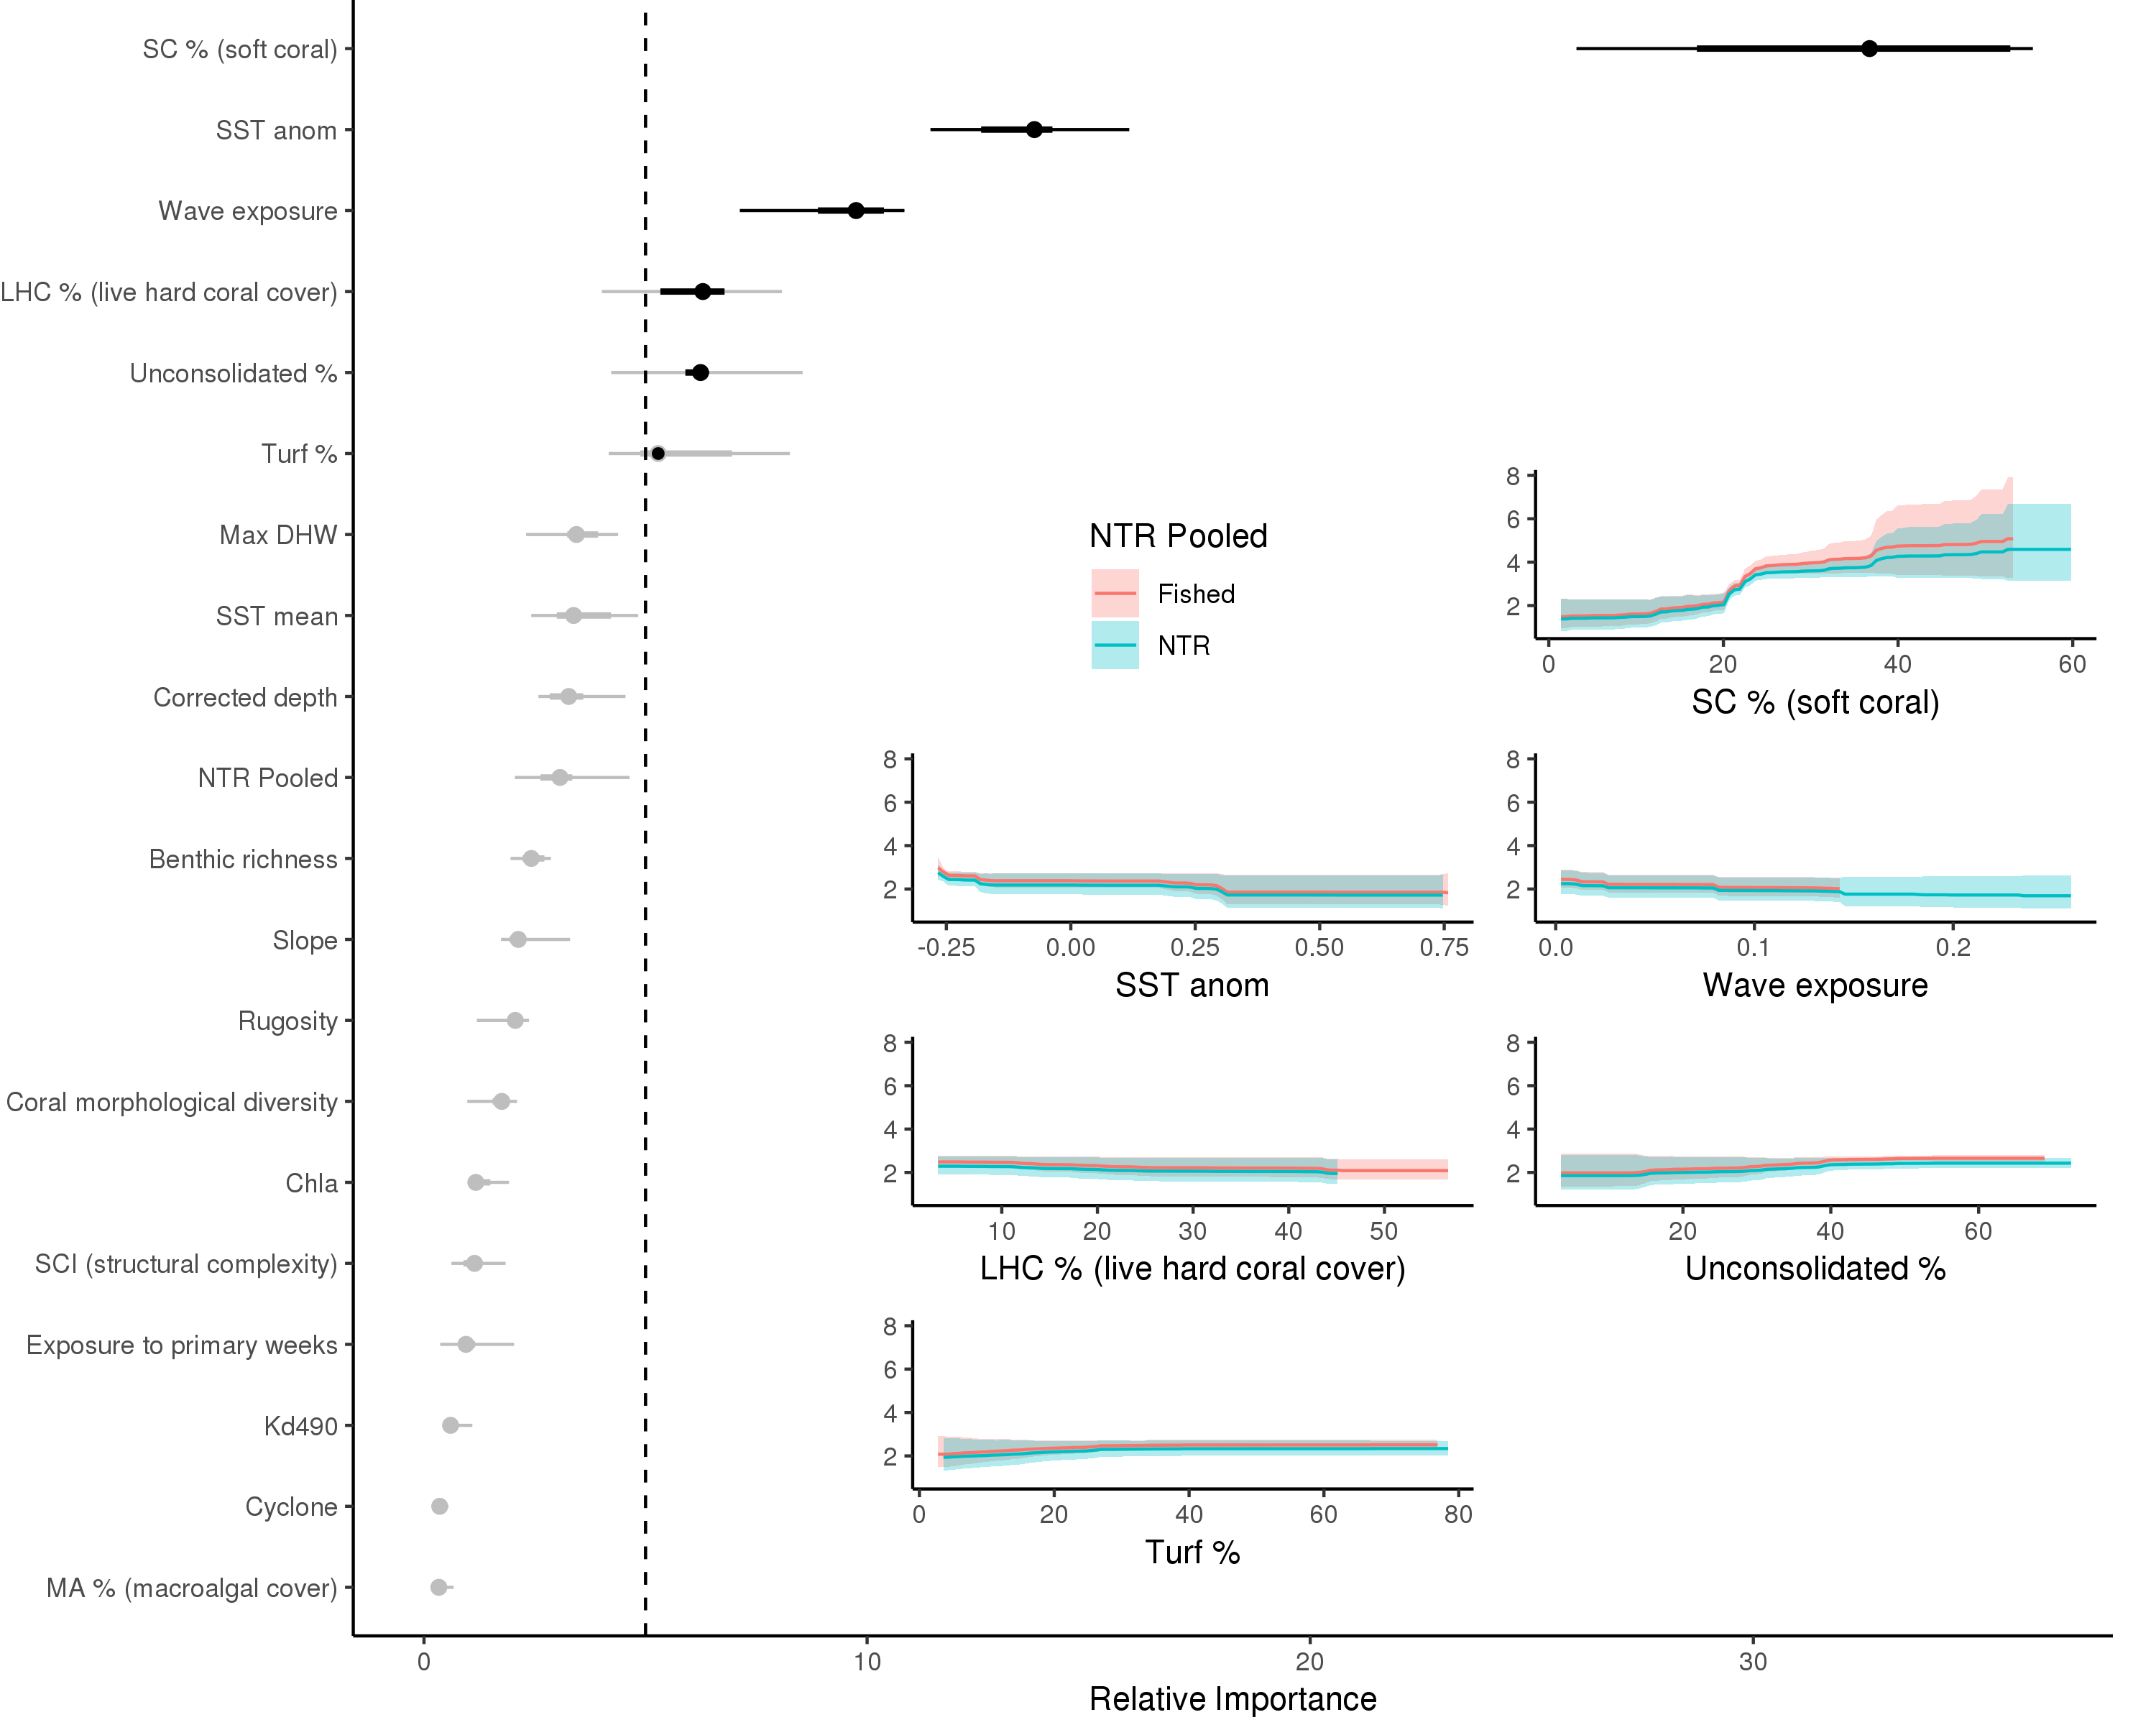 SC % (soft coral)
SST anom
Wave exposure
LHC % (live hard coral cover)
Unconsolidated %
Turf %
Max DHW
SST mean
Corrected depth
NTR Pooled
Benthic richness
Slope
Rugosity
Coral morphological diversity
Chla
SCI (structural complexity)
Exposure to primary weeks
Kd490
Cyclone
MA % (macroalgal cover)
0 10 20 30
Relative Importance
NTR Pooled
Fished
NTR
8
6
4
2
0 20 40 60
SC % (soft coral)
8
6
4
2
-0.25 0.00 0.25 0.50 0.75
SST anom
8
6
4
2
0.0 0.1 0.2
Wave exposure
8
6
4
2
10 20 30 40 50
LHC % (live hard coral cover)
8
6
4
2
20 40 60
Unconsolidated %
8
6
4
2
0 20 40 60 80
Turf %